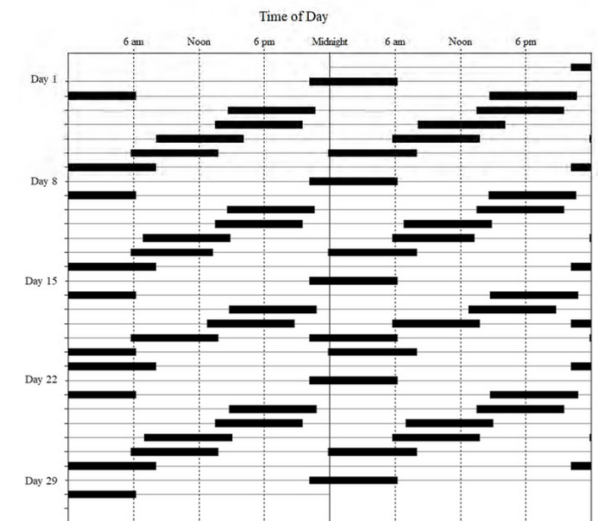 Time of Day
6 am Noon 6 pm Midnight 6 am Noon 6 pm
Day 1
Day 8
Day 15
Day 22
Day 29